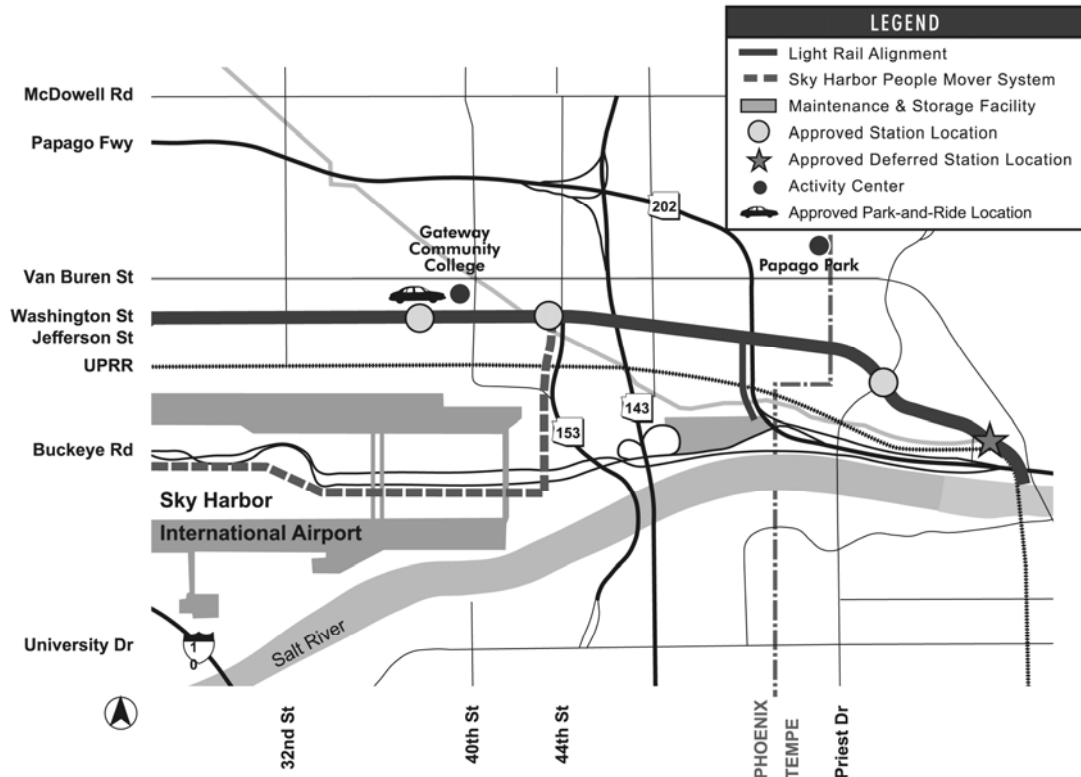 LEGEND
Light Rail Alignment
Sky Harbor People Mover System
Maintenance & Storage Facility
Approved Station Location
Approved Deferred Station Location
Activity Center
Approved Park-and-Ride Location
McDowell Rd
Papago Fwy
202
Gateway
Community
College
Papago Park
Van Buren St
Washington St
Jefferson St
UPRR
143
153
Buckeye Rd
Sky Harbor
International Airport
Salt River
University Dr
1
0
32nd St
40th St
44th St
PHOENIX
TEMPE
Priest Dr